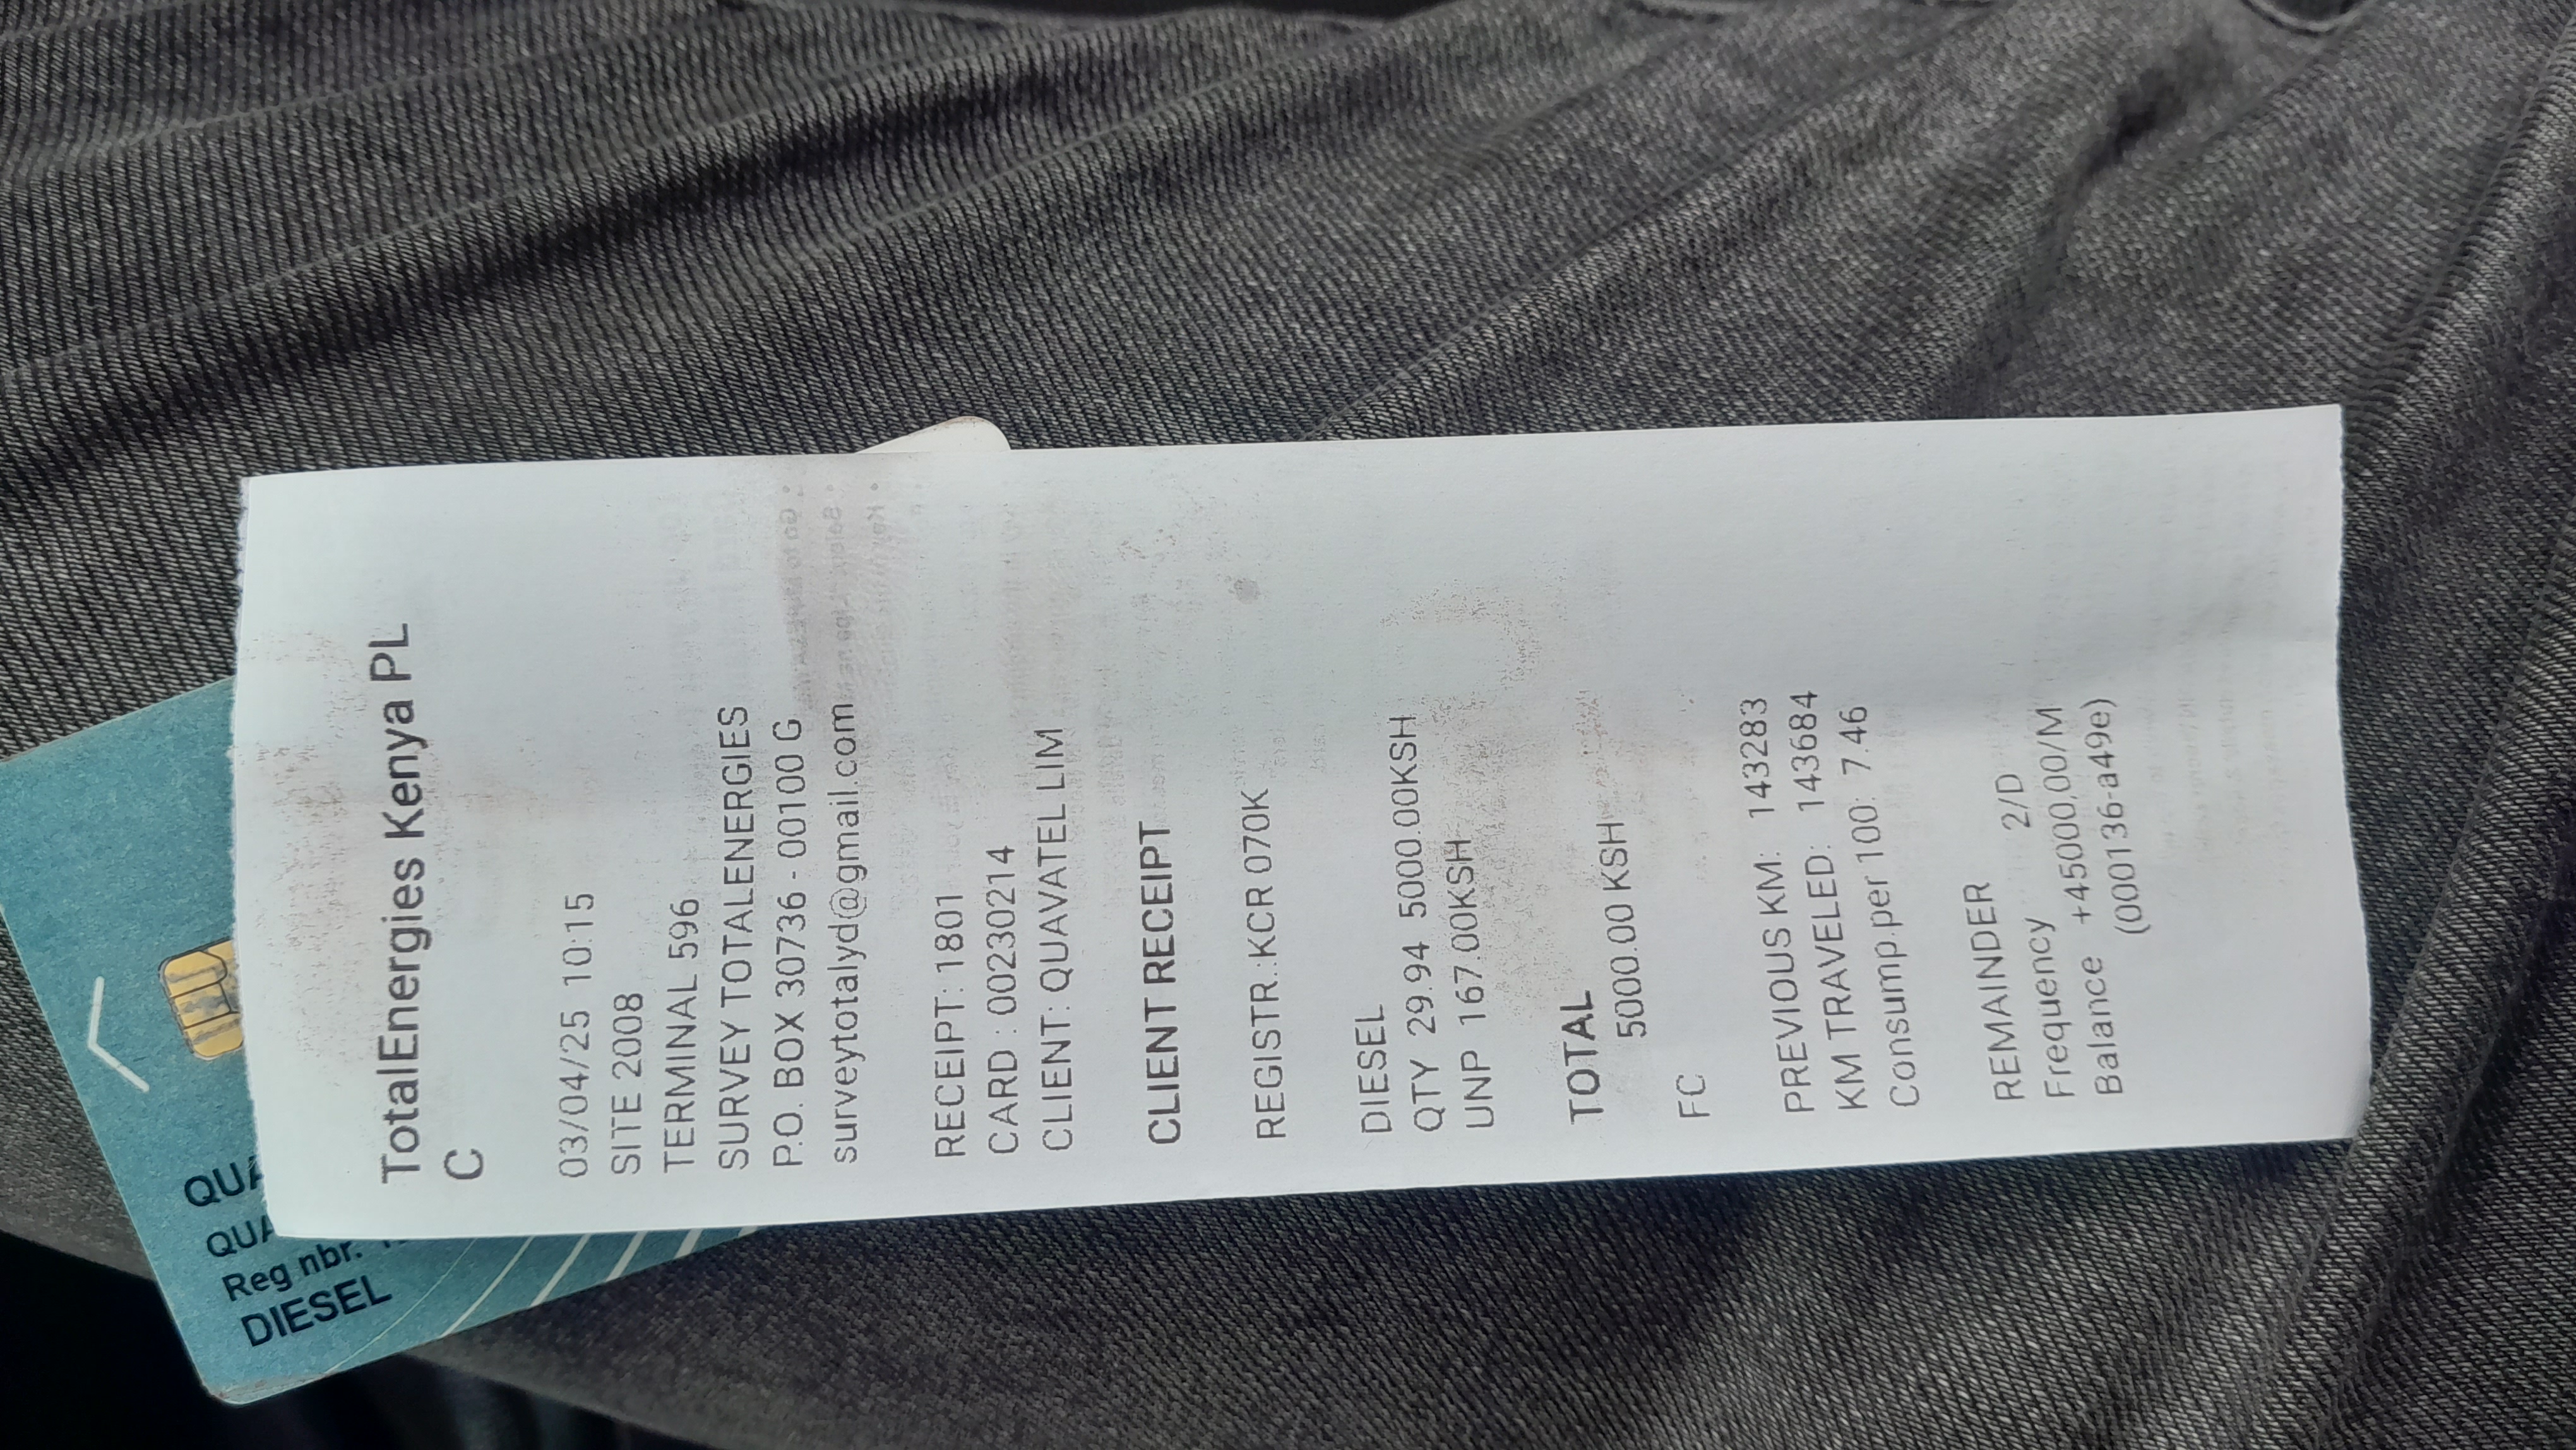 TotalEnergies Kenya PL
C
03/04/25 10:15
SITE 2008
TERMINAL 596
SURVEY TOTALENERGIES
P.O. BOX 30736 - 00100 G
surveytotalyd@gmail.com
RECEIPT: 1801
CARD : 00230214
CLIENT: QUAVATEL LIM
CLIENT RECEIPT
REGISTR.:KCR 070K
DIESEL
QTY 29.94 5000.00KSH
UNP 167.00KSH
TOTAL
5000.00 KSH
FC
PREVIOUS KM: 143283
KM TRAVELED: 143684
Consump.per 100: 7.46
REMAINDER
Frequency 2/D
Balance +45000,00/M
(000136-a49e)
QUA
QUA
Reg nbr.
DIESEL